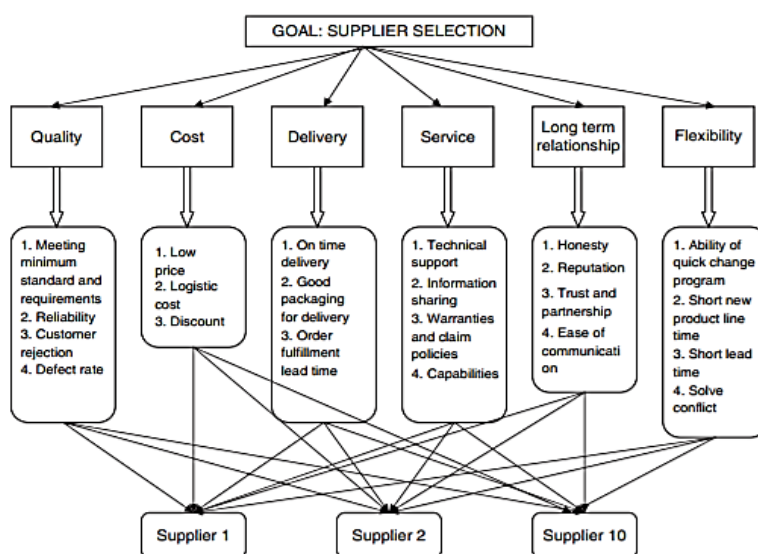 GOAL: SUPPLIER SELECTION
Quality
Cost
Delivery
Service
Long term
relationship
Flexibility
1. Meeting
minimum
standard and
requirements
2. Reliability
3. Customer
rejection
4. Defect rate
1. Low
price
2. Logistic
cost
3. Discount
1. On time
delivery
2. Good
packaging
for delivery
3. Order
fulfillment
lead time
1. Technical
support
2. Information
sharing
3. Warranties
and claim
policies
4. Capabilities
1. Honesty
2. Reputation
3. Trust and
partnership
4. Ease of
communicati
on
1. Ability of
quick change
program
2. Short new
product line
time
3. Short lead
time
4. Solve
conflict
Supplier 1
Supplier 2
Supplier 10